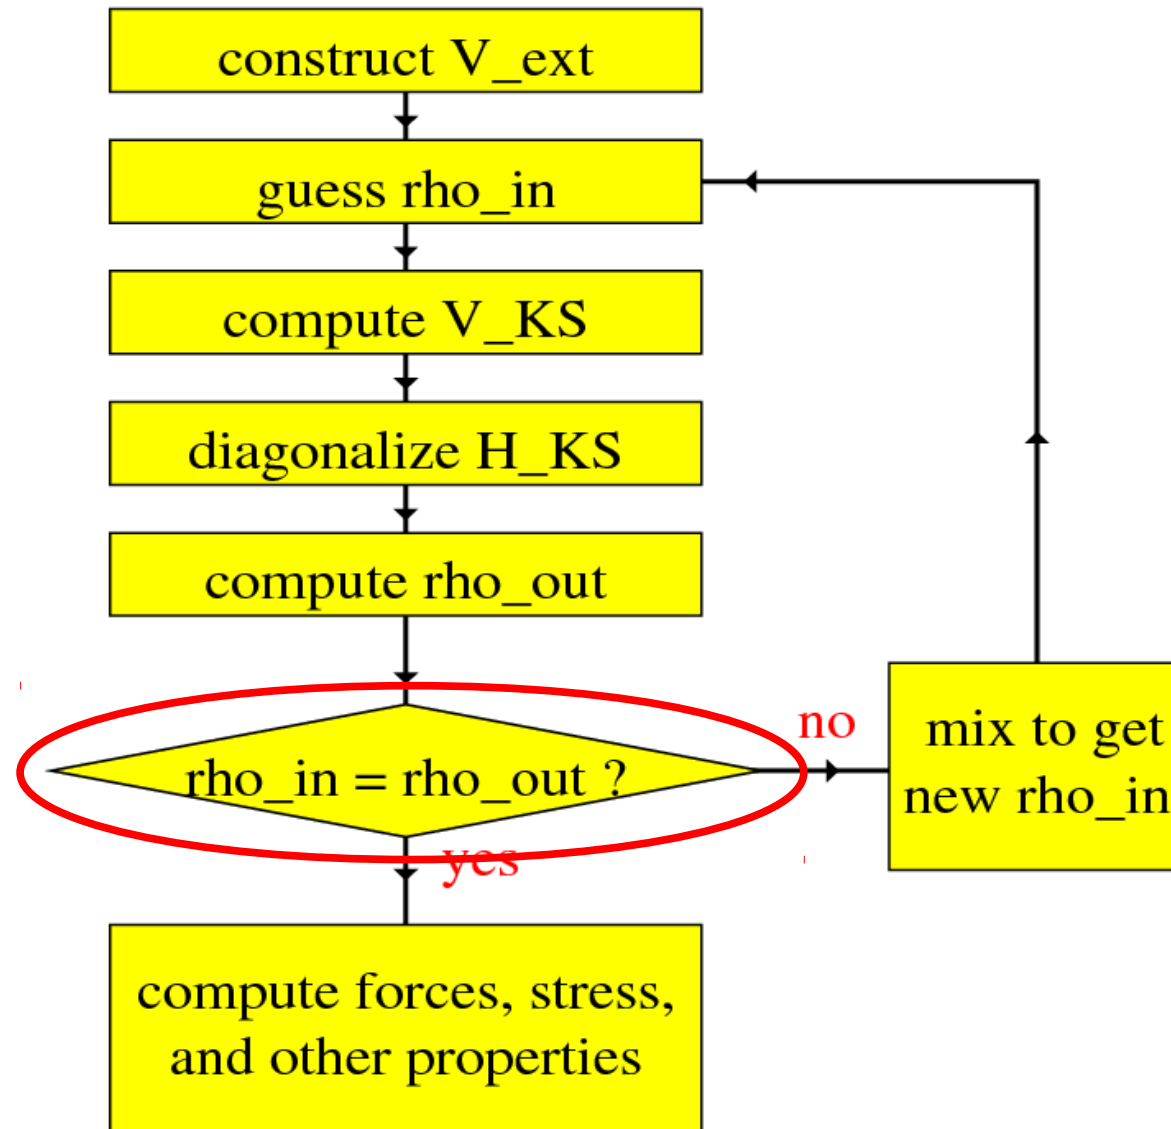 construct V_ext
guess rho_in
compute V_KS
diagonalize H_KS
compute rho_out
rho_in = rho_out ?
no
mix to get
new rho_in
yes
compute forces, stress,
and other properties